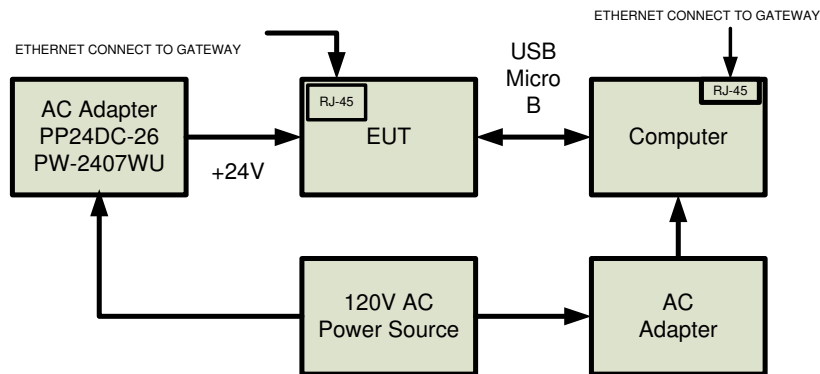 ETHERNET CONNECT TO GATEWAY
ETHERNET CONNECT TO GATEWAY
AC Adapter
PP24DC-26
PW-2407WU
+24V
RJ-45
EUT
USB
Micro
B
RJ-45
Computer
120V AC
Power Source
AC
Adapter